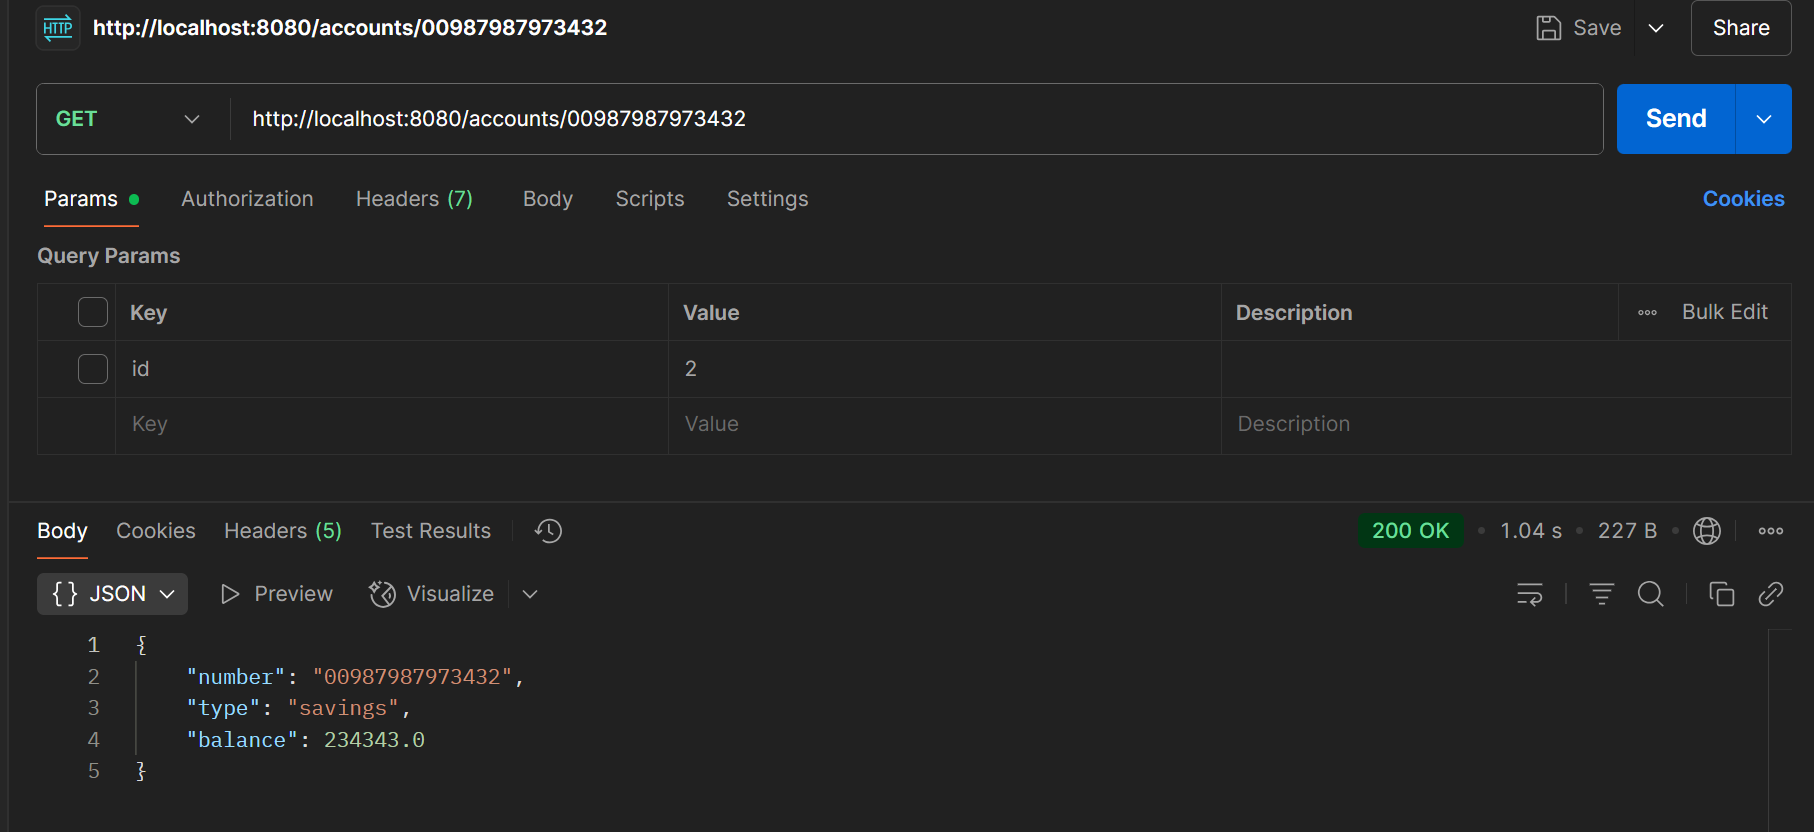 HTTP http://localhost:8080/accounts/00987987973432 Save Share
GET http://localhost:8080/accounts/00987987973432 Send
Params Authorization Headers (7) Body Scripts Settings Cookies
Query Params
Key Value Description Bulk Edit
id 2
Key Value Description
Body Cookies Headers (5) Test Results 200 OK • 1.04 s • 227 B •
{} JSON Preview Visualize
1 {
2 "number": "00987987973432",
3 "type": "savings",
4 "balance": 234343.0
5 }